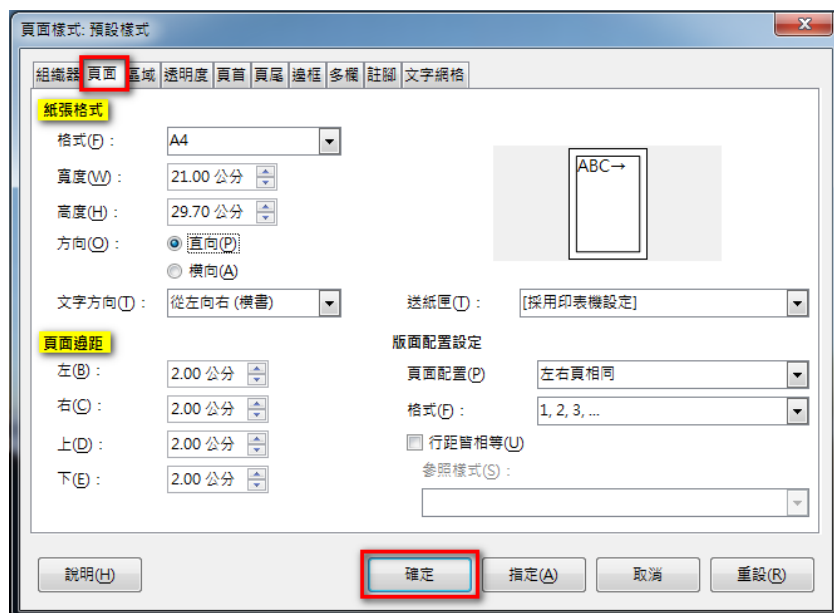 頁面樣式: 預設樣式
組織器 頁面 區域 透明度 頁首 頁尾 邊框 多欄 註腳 文字網格
紙張格式
格式(F)： A4
寬度(W)： 21.00 公分
高度(H)： 29.70 公分
方向(O)： 直向(P)
橫向(A)
ABC→
文字方向(T)： 從左向右 (橫書) 送紙匣(T)： [採用印表機設定]
頁面邊距 版面配置設定
左(B)： 2.00 公分 頁面配置(P) 左右頁相同
右(C)： 2.00 公分 格式(F)： 1, 2, 3, ...
上(D)： 2.00 公分 行距皆相等(U)
下(E)： 2.00 公分 參照樣式(S)：
說明(H) 確定 指定(A) 取消 重設(R)